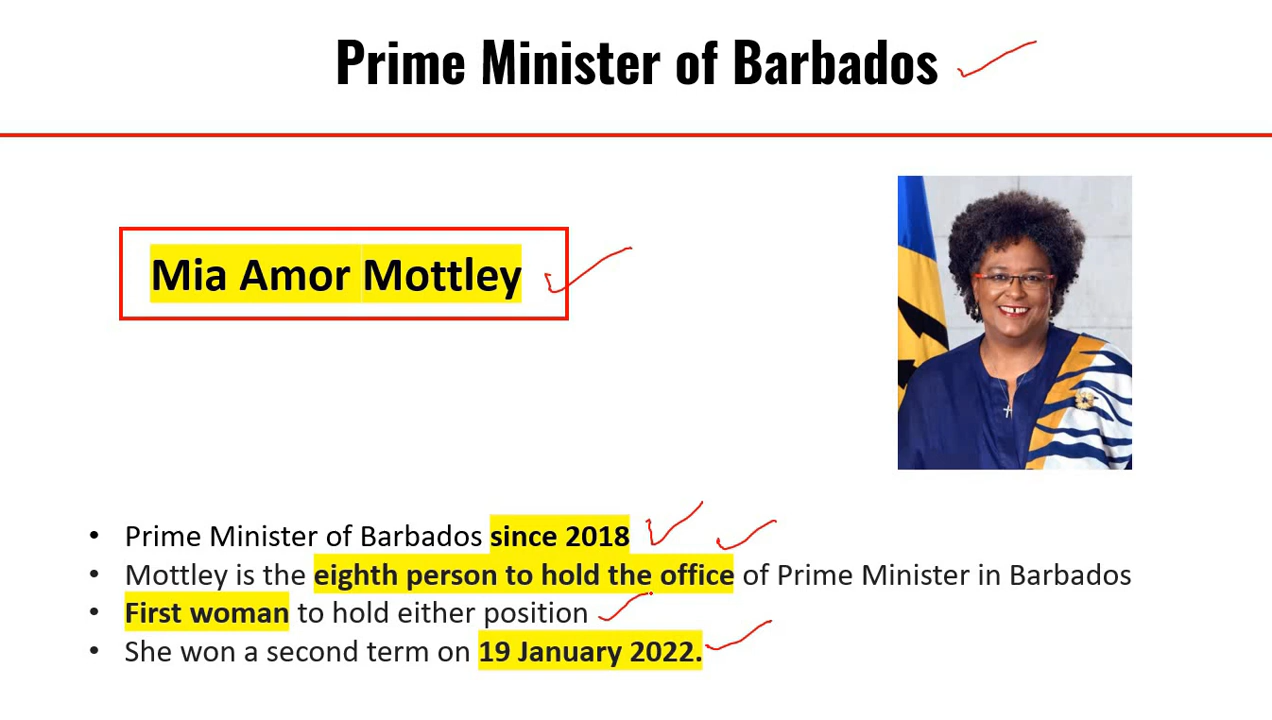 Prime Minister of Barbados
Mia Amor Mottley
• Prime Minister of Barbados since 2018
• Mottley is the eighth person to hold the office of Prime Minister in Barbados
• First woman to hold either position
• She won a second term on 19 January 2022.